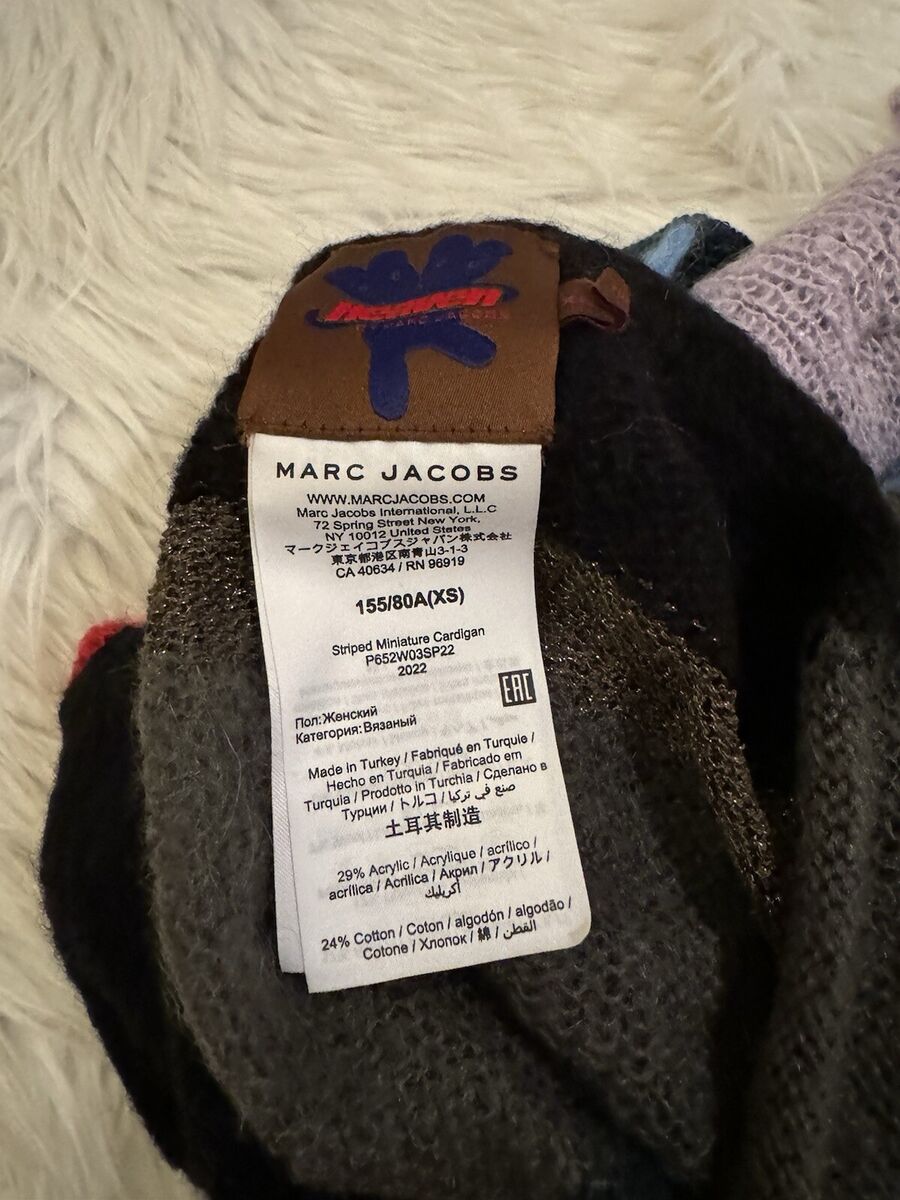 heaven
BY MARC JACOBS
MARC JACOBS
WWW.MARCJACOBS.COM
Marc Jacobs International, L.L.C
72 Spring Street New York,
NY 10012 United States
マークジェイコブスジャパン株式会社
東京都港区南青山3-1-3
CA 40634 / RN 96919
155/80A(XS)
Striped Miniature Cardigan
P652W03SP22
2022
EAC
Пол:Женский
Категория:Вязаный
Made in Turkey / Fabriqué en Turquie /
Hecho en Turquia / Fabricado em
Turquia / Prodotto in Turchia / Сделано в
Турции / トルコ / صنع في تركيا
土耳其制造
29% Acrylic / Acrylique / acrílico /
acrílica / Acrilica / Акрил / アクリル /
أكريليك
24% Cotton / Coton / algodón / algodão /
Cotone / Хлопок / 綿 / القطن